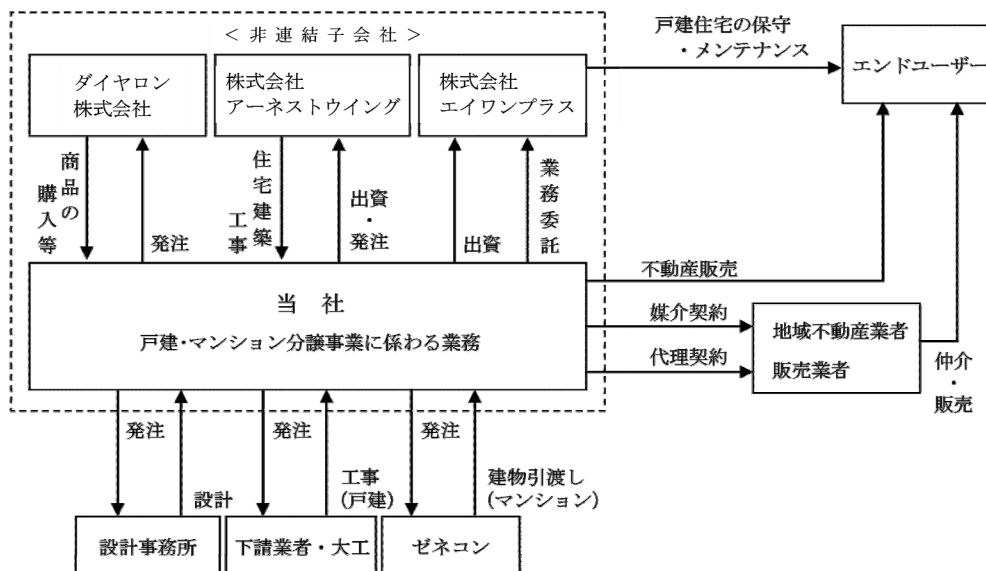 ＜非連結子会社＞
ダイヤロン
株式会社
株式会社
アーネストウイング
株式会社
エイワンプラス
戸建住宅の保守
・メンテナンス
エンドユーザー
商品の
購入等
発注
住宅建築
工事
出資・発注
出資
業務委託
不動産販売
当　社
戸建・マンション分譲事業に係わる業務
媒介契約
代理契約
地域不動産業者
販売業者
仲介
・
販売
発注
設計
発注
工事
(戸建)
発注
建物引渡し
(マンション)
設計事務所
下請業者・大工
ゼネコン